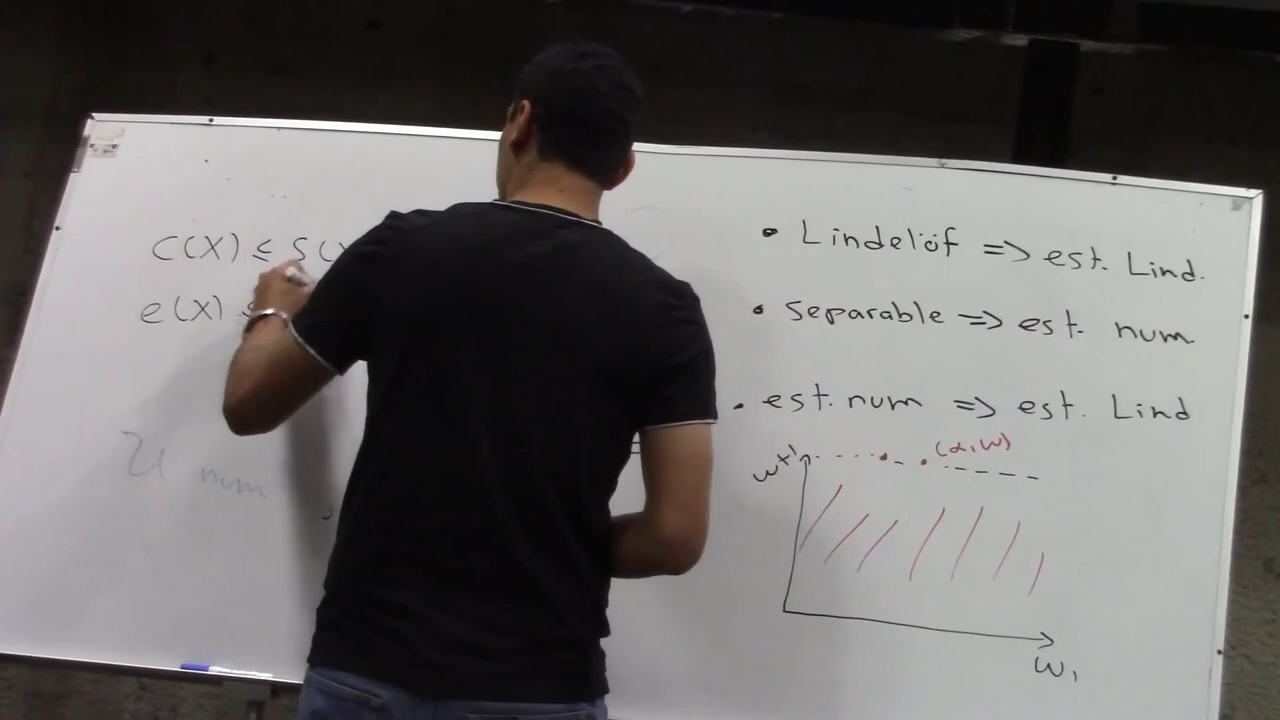 C(X) ≤ S(X
e(X) ≤
U num
• Lindelöf => est. Lind.
• separable => est. num
• est. num => est. Lind
ω+1
(α, ω)
ω₁